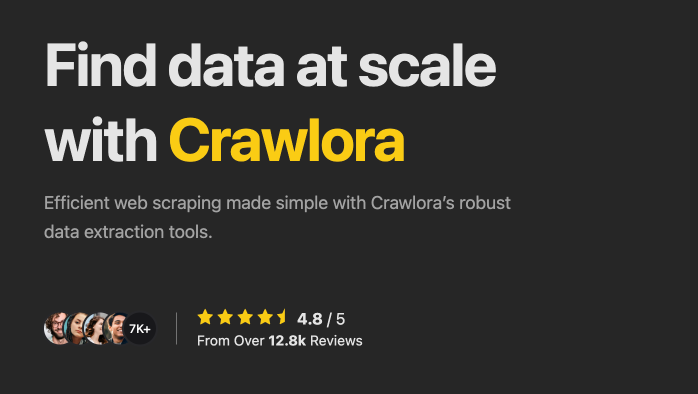 Find data at scale
with Crawlora
Efficient web scraping made simple with Crawlora’s robust
data extraction tools.
7K+
4.8 / 5
From Over 12.8k Reviews